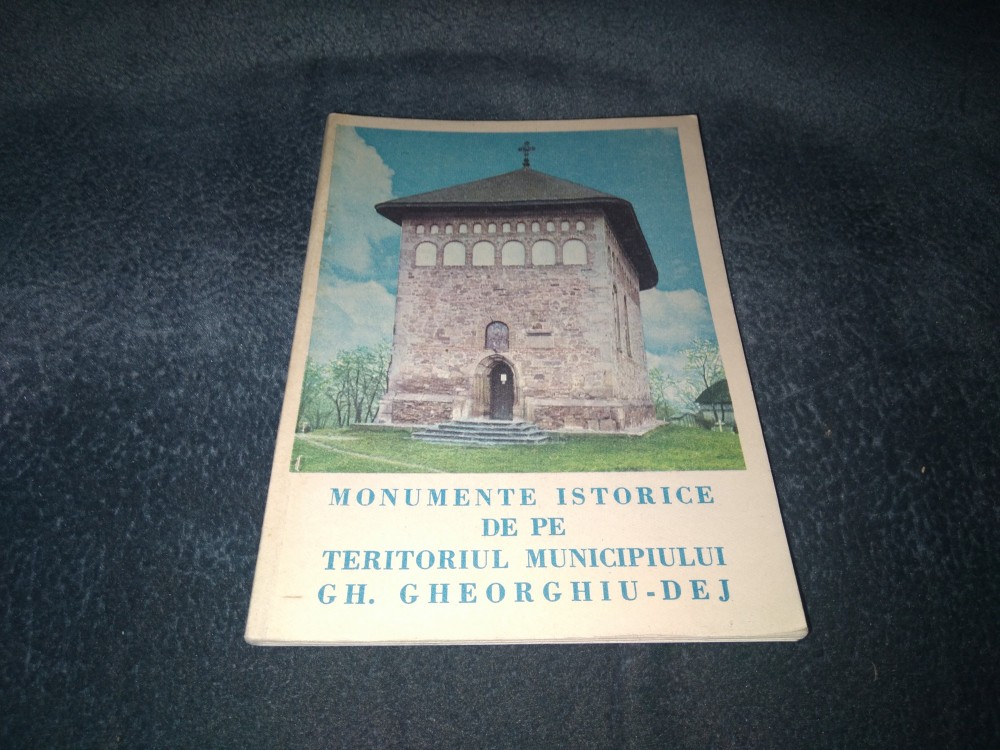 MONUMENTE ISTORICE
DE PE
TERITORIUL MUNICIPIULUI
GH. GHEORGHIU-DEJ